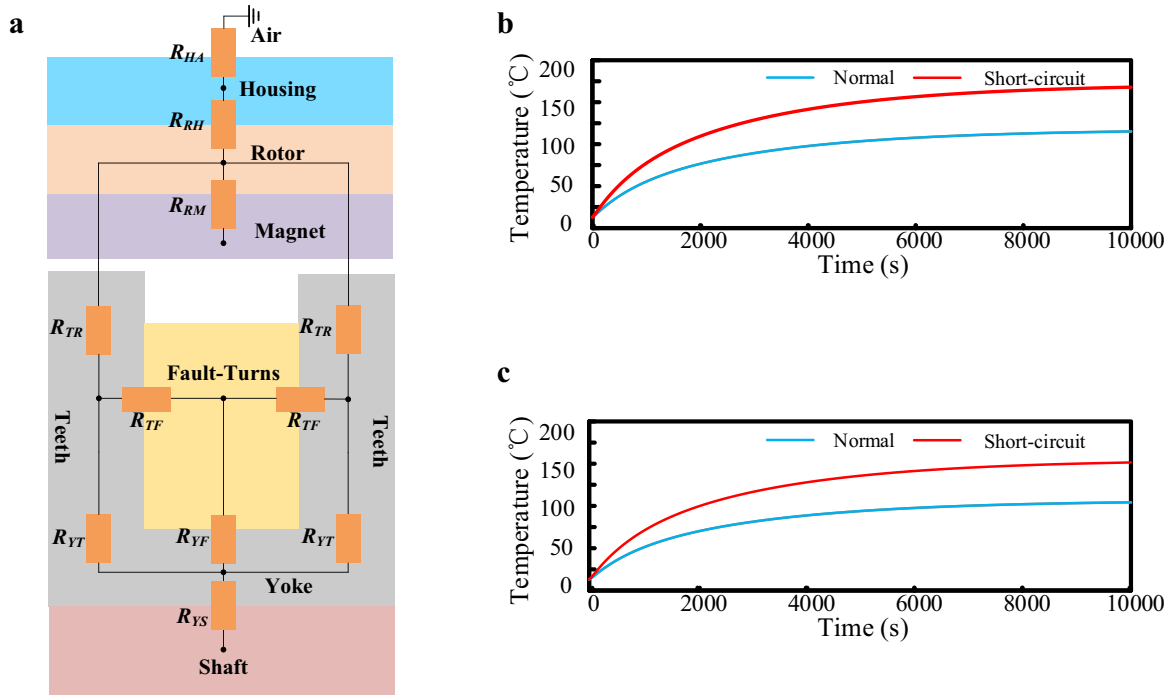 a
Air
R_HA
Housing
R_RH
Rotor
R_RM
Magnet
R_TR
R_TR
Fault-Turns
R_TF
R_TF
Teeth
Teeth
R_YT
R_YF
R_YT
Yoke
R_YS
Shaft
b
Temperature (℃)
200
150
100
50
0
Normal
Short-circuit
0 2000 4000 6000 8000 10000
Time (s)
c
Temperature (℃)
200
150
100
50
0
Normal
Short-circuit
0 2000 4000 6000 8000 10000
Time (s)